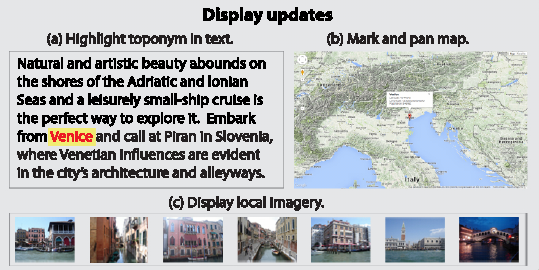 Display updates
(a) Highlight toponym in text.
(b) Mark and pan map.
Natural and artistic beauty abounds on
the shores of the Adriatic and Ionian
Seas and a leisurely small-ship cruise is
the perfect way to explore it. Embark
from Venice and call at Piran in Slovenia,
where Venetian influences are evident
in the city's architecture and alleyways.
Venice
Croatia
Italy
(c) Display local imagery.